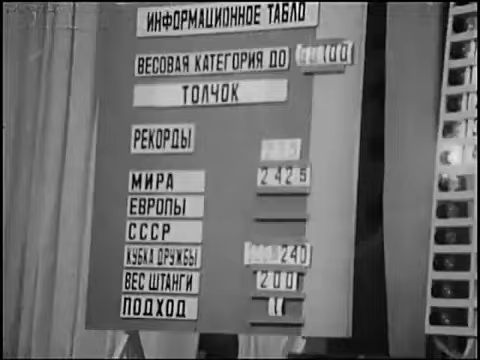 ИНФОРМАЦИОННОЕ ТАБЛО
ВЕСОВАЯ КАТЕГОРИЯ ДО
ТОЛЧОК
РЕКОРДЫ
МИРА 242 5
ЕВРОПЫ
СССР
КУБКА ДРУЖБЫ 240
ВЕС ШТАНГИ 200
ПОДХОД